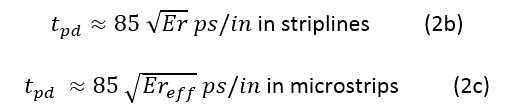 t_pd ≈ 85 √Er ps/in in striplines (2b)
t_pd ≈ 85 √Er_eff ps/in in microstrips (2c)